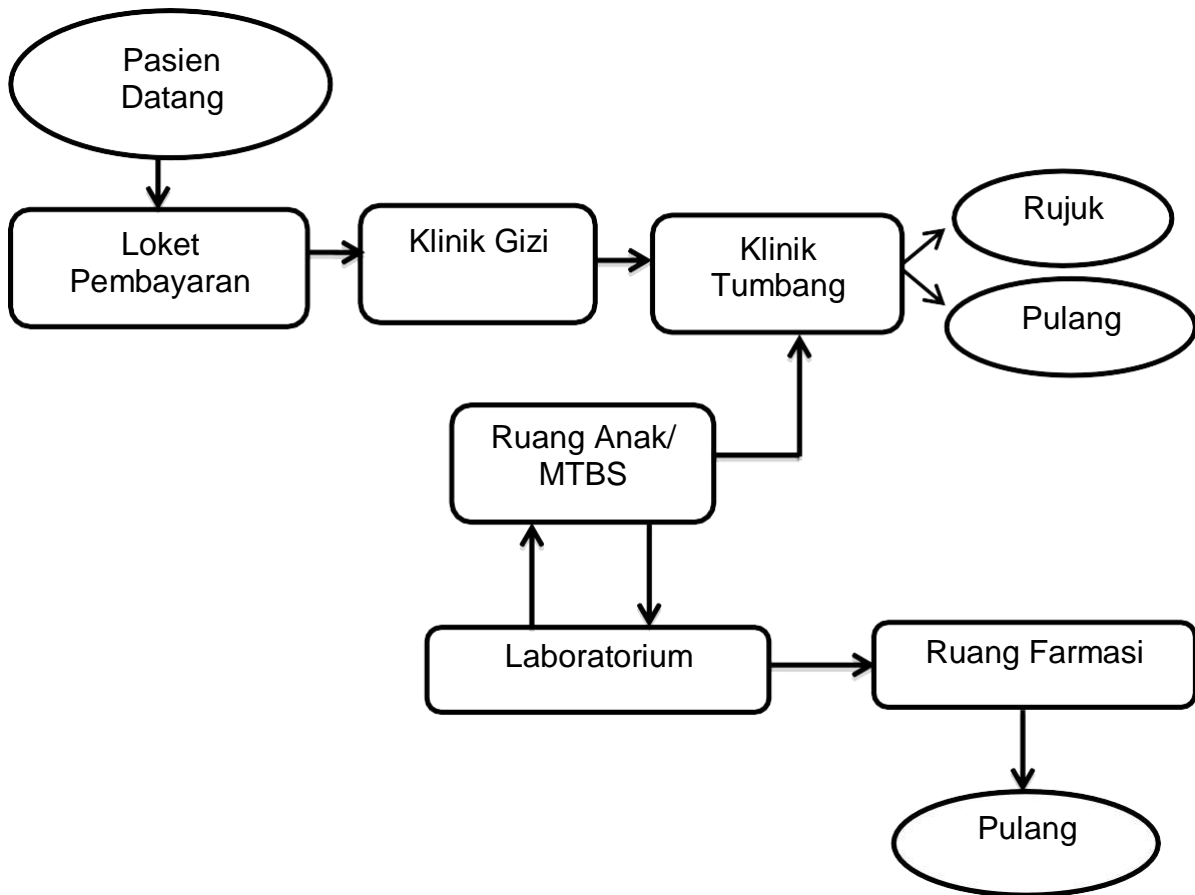 Pasien
Datang
Loket
Pembayaran
Klinik Gizi
Klinik
Tumbang
Rujuk
Pulang
Ruang Anak/
MTBS
Laboratorium
Ruang Farmasi
Pulang